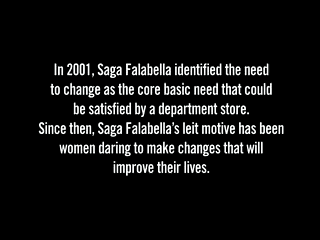 In 2001, Saga Falabella identified the need
to change as the core basic need that could
be satisfied by a department store.
Since then, Saga Falabella's leit motive has been
women daring to make changes that will
improve their lives.